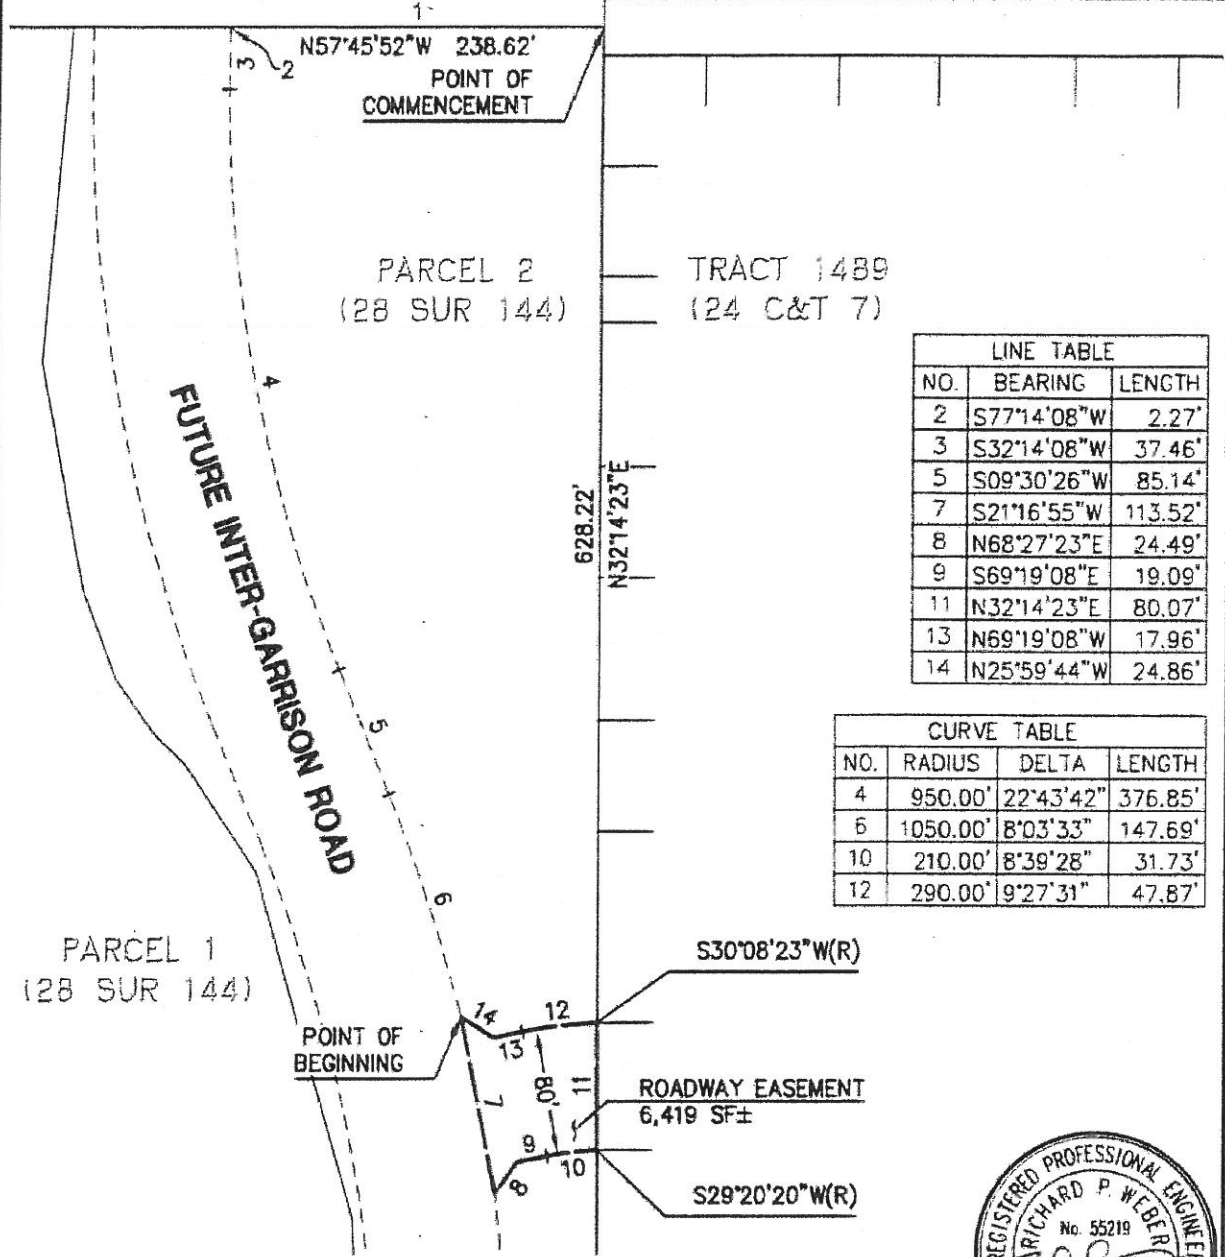 1
N57°45'52"W 238.62'
3
2
POINT OF
COMMENCEMENT
PARCEL 2
(28 SUR 144)
TRACT 1489
(24 C&T 7)
4
FUTURE INTER-GARRISON ROAD
628.22'
N32°14'23"E
LINE TABLE
NO. BEARING LENGTH
2 S77°14'08"W 2.27'
3 S32°14'08"W 37.46'
5 S09°30'26"W 85.14'
7 S21°16'55"W 113.52'
8 N68°27'23"E 24.49'
9 S69°19'08"E 19.09'
11 N32°14'23"E 80.07'
13 N69°19'08"W 17.96'
14 N25°59'44"W 24.86'
5
CURVE TABLE
NO. RADIUS DELTA LENGTH
4 950.00' 22°43'42" 376.85'
6 1050.00' 8°03'33" 147.69'
10 210.00' 8°39'28" 31.73'
12 290.00' 9°27'31" 47.87'
6
PARCEL 1
(28 SUR 144)
S30°08'23"W(R)
14
12
13
POINT OF
BEGINNING
7
80'
11
ROADWAY EASEMENT
6,419 SF±
9
10
8
S29°20'20"W(R)
REGISTERED PROFESSIONAL ENGINEER
RICHARD P. WEBER
No. 55219